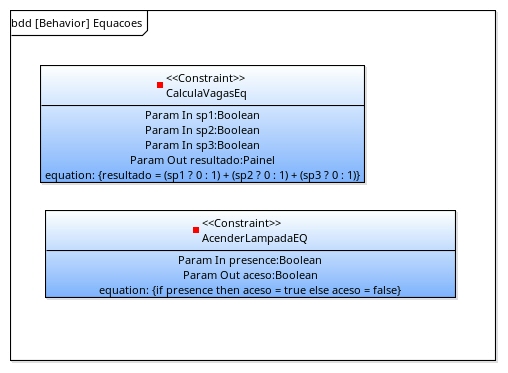 bdd [Behavior] Equacoes
<<Constraint>>
CalculaVagasEq
Param In sp1:Boolean
Param In sp2:Boolean
Param In sp3:Boolean
Param Out resultado:Painel
equation: {resultado = (sp1 ? 0 : 1) + (sp2 ? 0 : 1) + (sp3 ? 0 : 1)}
<<Constraint>>
AcenderLampadaEQ
Param In presence:Boolean
Param Out aceso:Boolean
equation: {if presence then aceso = true else aceso = false}